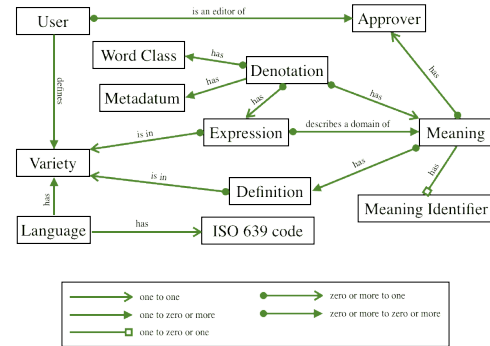 User
is an editor of
Approver
Word Class
has
Denotation
Metadatum
has
has
has
has
defines
Expression
describes a domain of
Meaning
is in
Variety
is in
Definition
has
has
Meaning Identifier
has
Language
has
ISO 639 code
one to one
zero or more to one
one to zero or more
zero or more to zero or more
one to zero or one